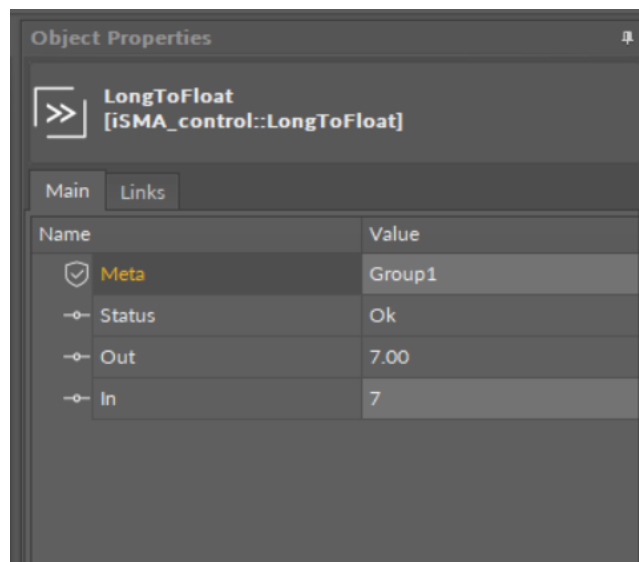 Object Properties
LongToFloat
[iSMA_control::LongToFloat]
Main Links
Name Value
Meta Group1
Status Ok
Out 7.00
In 7